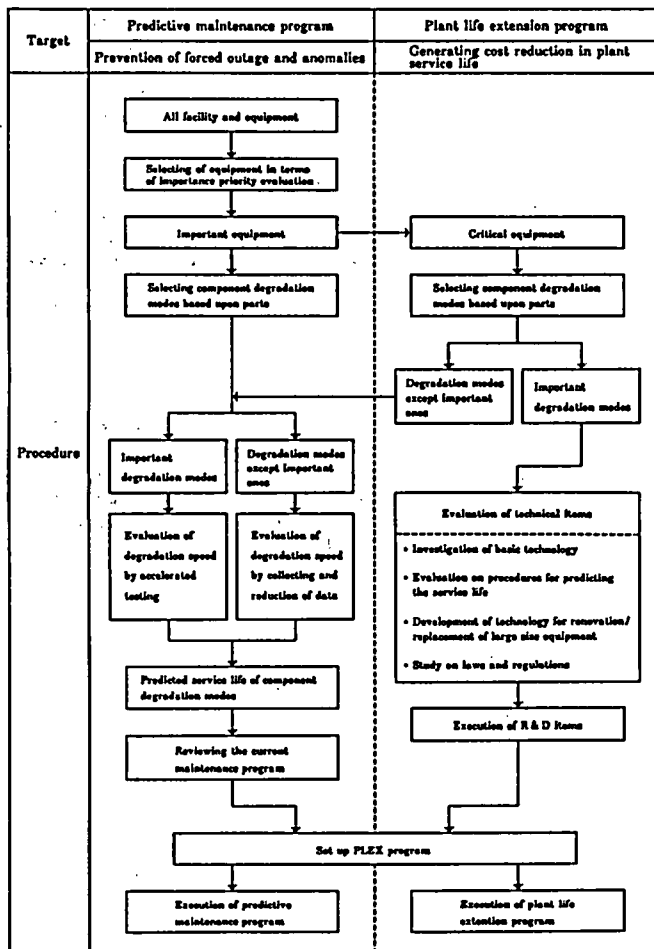 Target
Predictive maintenance program
Plant life extension program
Prevention of forced outage and anomalies
Generating cost reduction in plant
service life
Procedure
All facility and equipment
Selecting of equipment in terms
of importance priority evaluation
Important equipment
Critical equipment
Selecting component degradation
modes based upon parts
Selecting component degradation
modes based upon parts
Degradation modes
except important
ones
Important
degradation modes
Important
degradation modes
Degradation modes
except important
ones
Evaluation of
degradation speed
by accelerated
testing
Evaluation of
degradation speed
by collecting and
reduction of data
Evaluation of technical items
• Investigation of basic technology
• Evaluation on procedures for predicting
the service life
• Development of technology for renovation/
replacement of large size equipment
• Study on laws and regulations
Predicted service life of component
degradation modes
Execution of R & D items
Reviewing the current
maintenance program
Set up PLEX program
Execution of predictive
maintenance program
Execution of plant life
extention program